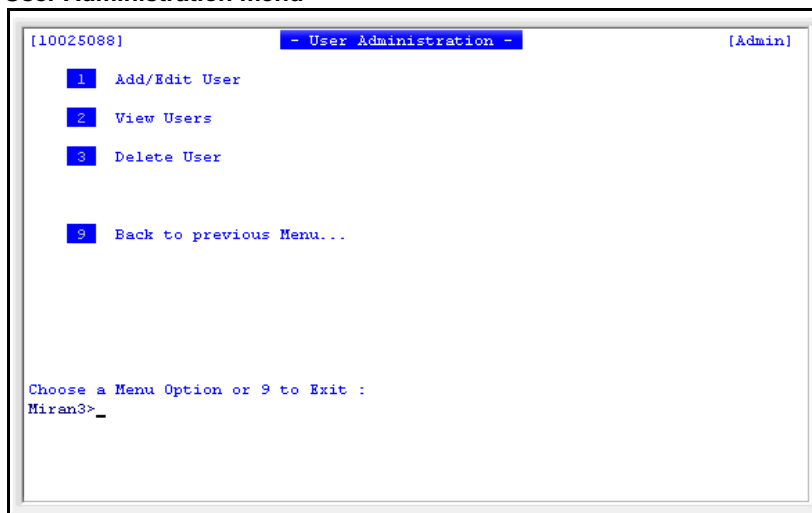 User Administration Menu
[10025088] - User Administration - [Admin]
1 Add/Edit User
2 View Users
3 Delete User
9 Back to previous Menu...
Choose a Menu Option or 9 to Exit :
Miran3>_